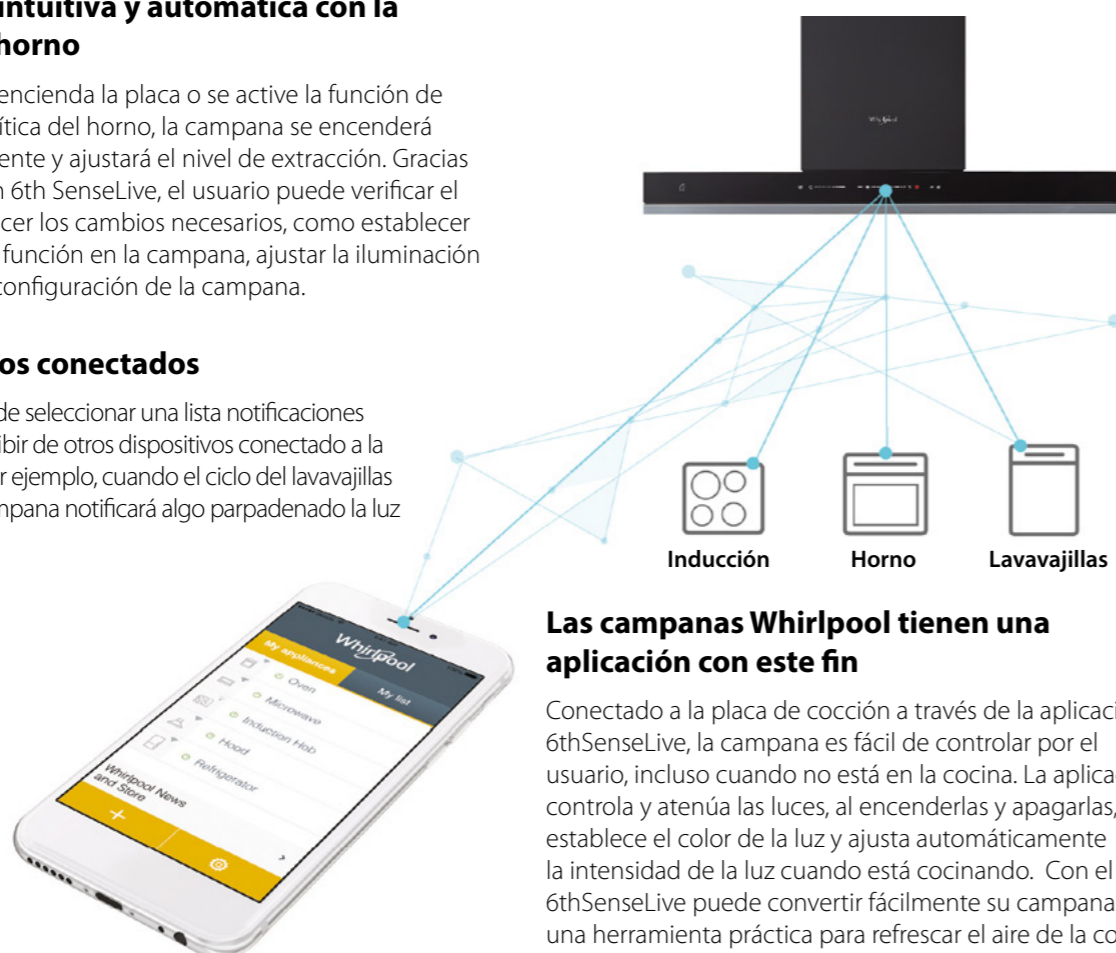 intuitiva y automática con la
horno
encienda la placa o se active la función de
ítica del horno, la campana se encenderá
ente y ajustará el nivel de extracción. Gracias
n 6th SenseLive, el usuario puede verificar el
cer los cambios necesarios, como establecer
función en la campana, ajustar la iluminación
configuración de la campana.
os conectados
de seleccionar una lista notificaciones
ibir de otros dispositivos conectado a la
r ejemplo, cuando el ciclo del lavavajillas
mpana notificará algo parpadenado la luz
Whirlpool
Inducción
Horno
Lavavajillas
Whirlpool
My appliances
My list
Oven
Microwave
Induction Hob
Hood
Refrigerator
Whirlpool News
and Store
Las campanas Whirlpool tienen una
aplicación con este fin
Conectado a la placa de cocción a través de la aplicaci
6thSenseLive, la campana es fácil de controlar por el
usuario, incluso cuando no está en la cocina. La aplica
controla y atenúa las luces, al encenderlas y apagarlas,
establece el color de la luz y ajusta automáticamente
la intensidad de la luz cuando está cocinando. Con el
6thSenseLive puede convertir fácilmente su campana
una herramienta práctica para refrescar el aire de la co